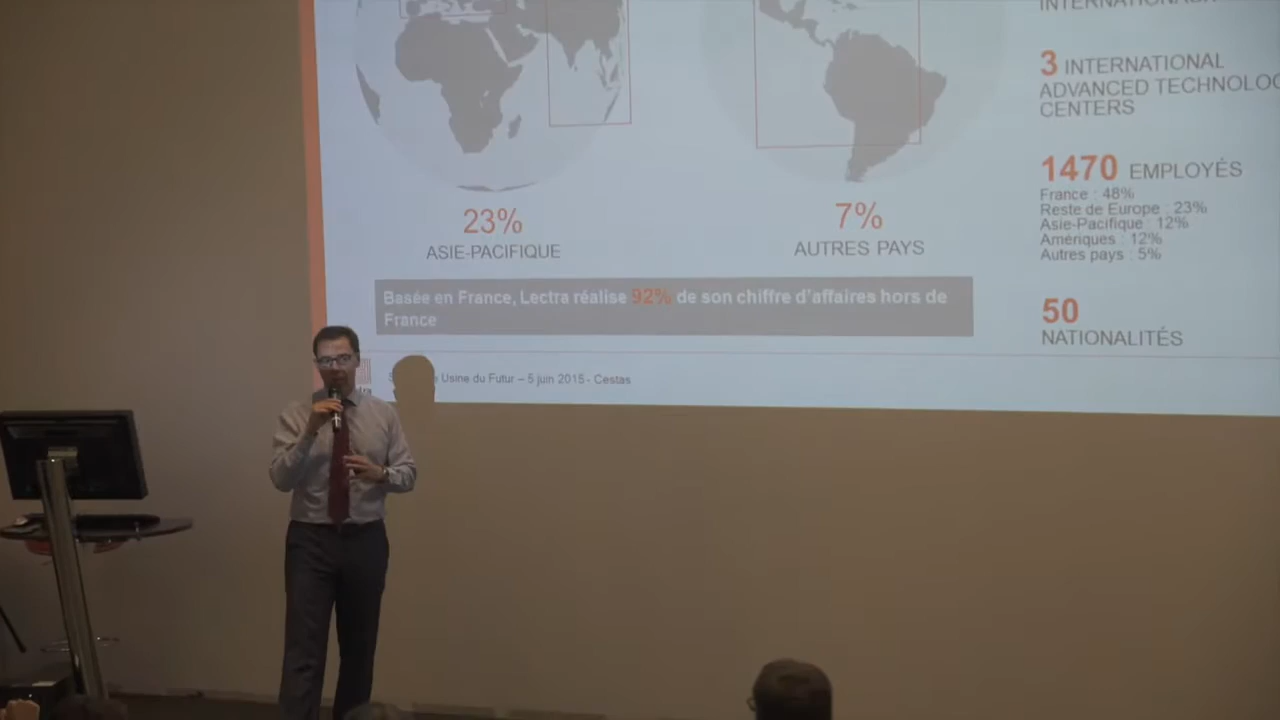 3 INTERNATIONAL
ADVANCED
CENTERS
1470 EMPLOYÉS
France : 48%
Reste de Europe : 23%
Asie-Pacifique : 12%
Amériques : 12%
Autres pays : 5%
23%
ASIE-PACIFIQUE
7%
AUTRES PAYS
Basée en France, Lectra réalise 92% de son chiffre d'affaires hors de
France
50
NATIONALITÉS
Usine du Futur – 5 juin 2015 - Cestas